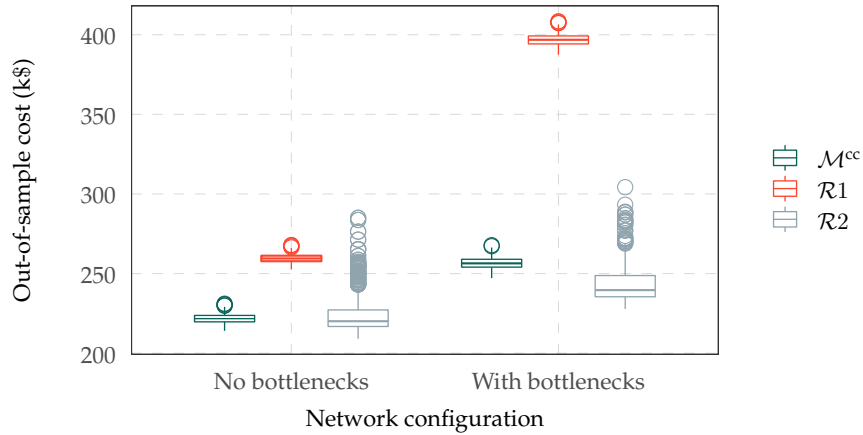 Out-of-sample cost (k$)
400
350
300
250
200
No bottlenecks
With bottlenecks
Network configuration
ℳᶜᶜ
ℛ1
ℛ2